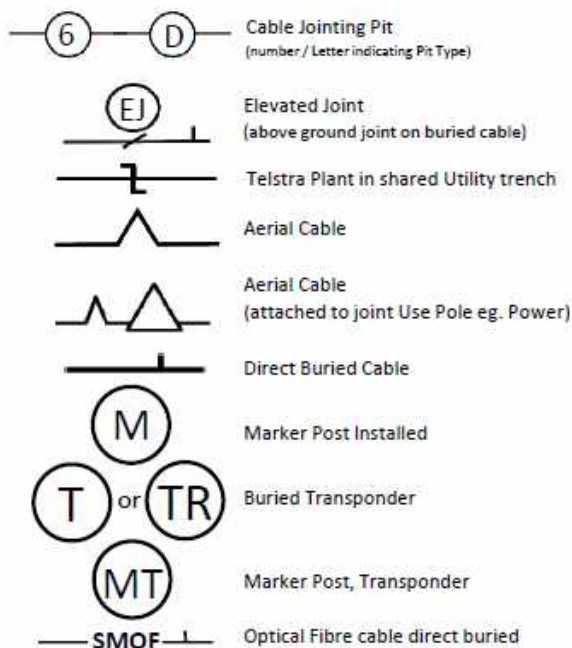 6 D Cable Jointing Pit
(number / Letter indicating Pit Type)
EJ Elevated Joint
(above ground joint on buried cable)
Telstra Plant in shared Utility trench
Aerial Cable
Aerial Cable
(attached to joint Use Pole eg. Power)
Direct Buried Cable
M Marker Post Installed
T or TR Buried Transponder
MT Marker Post, Transponder
SMOF Optical Fibre cable direct buried